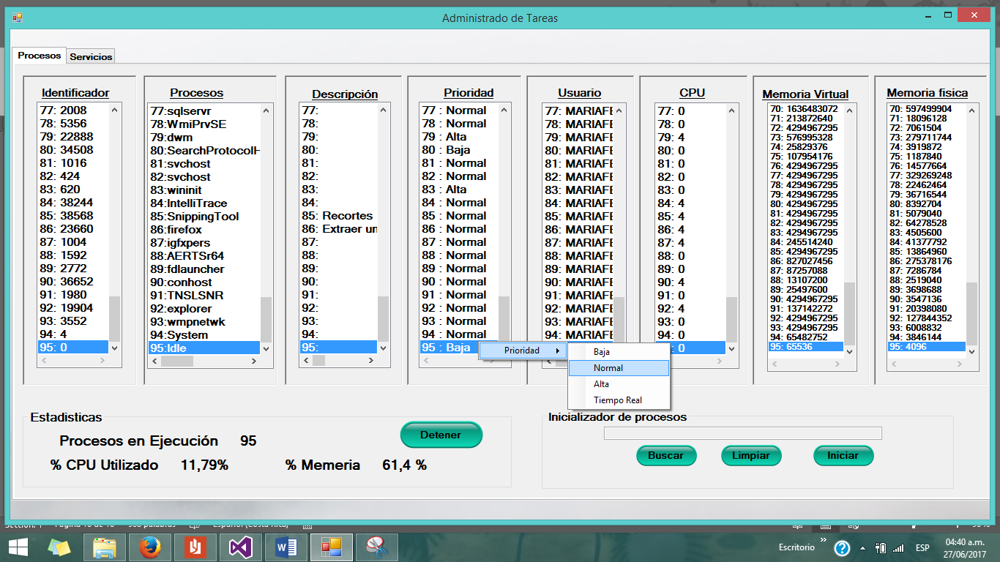 Administrado de Tareas
Procesos
Servicios
Identificador
77: 2008
78: 5356
79: 22888
80: 34508
81: 1016
82: 424
83: 620
84: 38244
85: 38568
86: 23660
87: 1004
88: 1592
89: 2772
90: 36652
91: 1980
92: 19904
93: 3552
94: 4
95: 0
Procesos
77:sqlservr
78:WmiPrvSE
79:dwm
80:SearchProtocolH
81:svchost
82:svchost
83:wininit
84:IntelliTrace
85:SnippingTool
86:firefox
87:igfxpers
88:AERTSr64
89:fdlauncher
90:conhost
91:TNSLSNR
92:explorer
93:wmpnetwk
94:System
95:Idle
Descripción
77:
78:
79:
80:
81:
82:
83:
84:
85: Recortes
86: Extraer un
87:
88:
89:
90:
91:
92:
93:
94:
95:
Prioridad
77 : Normal
78 : Normal
79 : Alta
80 : Baja
81 : Normal
82 : Normal
83 : Alta
84 : Normal
85 : Normal
86 : Normal
87 : Normal
88 : Normal
89 : Normal
90 : Normal
91 : Normal
92 : Normal
93 : Normal
94 : Normal
95 : Baja
Usuario
77: MARIAFE
78: MARIAFE
79: MARIAFE
80: MARIAFE
81: MARIAFE
82: MARIAFE
83: MARIAFE
84: MARIAFE
85: MARIAFE
86: MARIAFE
87: MARIAFE
88: MARIAFE
89: MARIAFE
90: MARIAFE
91: MARIAFE
92: MARIAFE
93: MARIAFE
94: MARIAFE
CPU
77: 0
78: 0
79: 4
80: 0
81: 0
82: 0
83: 0
84: 4
85: 4
86: 4
87: 4
88: 0
89: 0
90: 4
91: 0
92: 4
93: 0
94: 0
: 0
Memoria Virtual
70: 1636483072
71: 213872640
72: 4294967295
73: 576995328
74: 25829376
75: 107954176
76: 4294967295
77: 4294967295
78: 4294967295
79: 4294967295
80: 4294967295
81: 4294967295
82: 4294967295
83: 4294967295
84: 245514240
85: 4294967295
86: 827027456
87: 87257088
88: 13107200
89: 25497600
90: 4294967295
91: 137142272
92: 4294967295
93: 4294967295
94: 65482752
95: 65536
Memoria fisica
70: 597499904
71: 18096128
72: 7061504
73: 279711744
74: 3919872
75: 1187840
76: 14577664
77: 329269248
78: 22462464
79: 36716544
80: 8392704
81: 5079040
82: 64278528
83: 4505600
84: 41377792
85: 13864960
86: 275378176
87: 7286784
88: 2519040
89: 3698688
90: 3547136
91: 20398080
92: 127844352
93: 6008832
94: 3846144
95: 4096
Prioridad
Baja
Normal
Alta
Tiempo Real
Estadisticas
Procesos en Ejecución 95
Detener
% CPU Utilizado 11,79%
% Memeria 61,4 %
Inicializador de procesos
Buscar
Limpiar
Iniciar
Escritorio
ESP
04:40 a.m.
27/06/2017